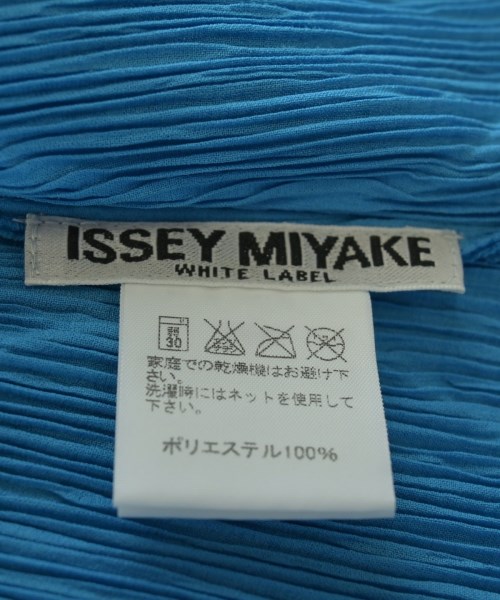 ISSEY MIYAKE
WHITE LABEL
弱
30
家庭での乾燥機はお避け下
さい。
洗濯時にはネットを使用して
下さい。
ポリエステル100%